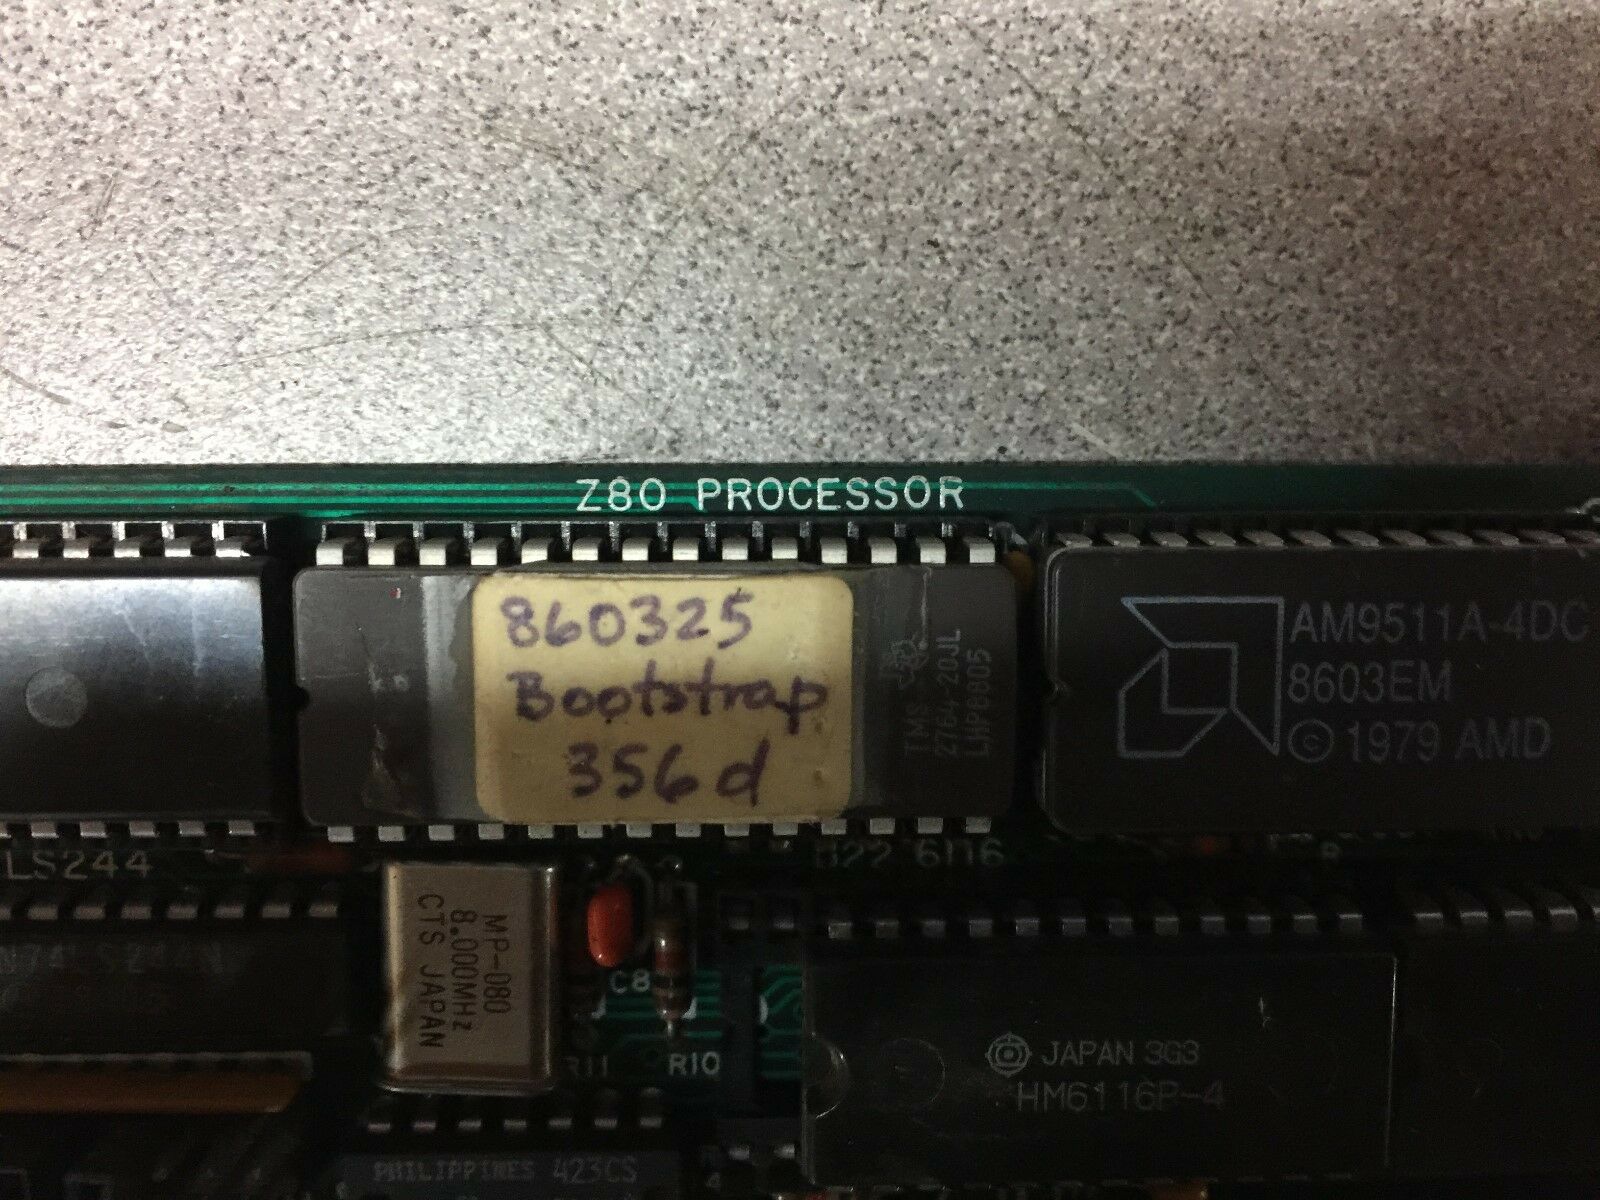 Z80 PROCESSOR
860325
Bootstrap
356d
TMS
2764-20JL
LHP8805
AM9511A-4DC
8603EM
© 1979 AMD
LS244
MP-080
8.000MHz
CTS JAPAN
C8
R11
R10
JAPAN 3G3
HM6116P-4
PHILIPPINES 423CS